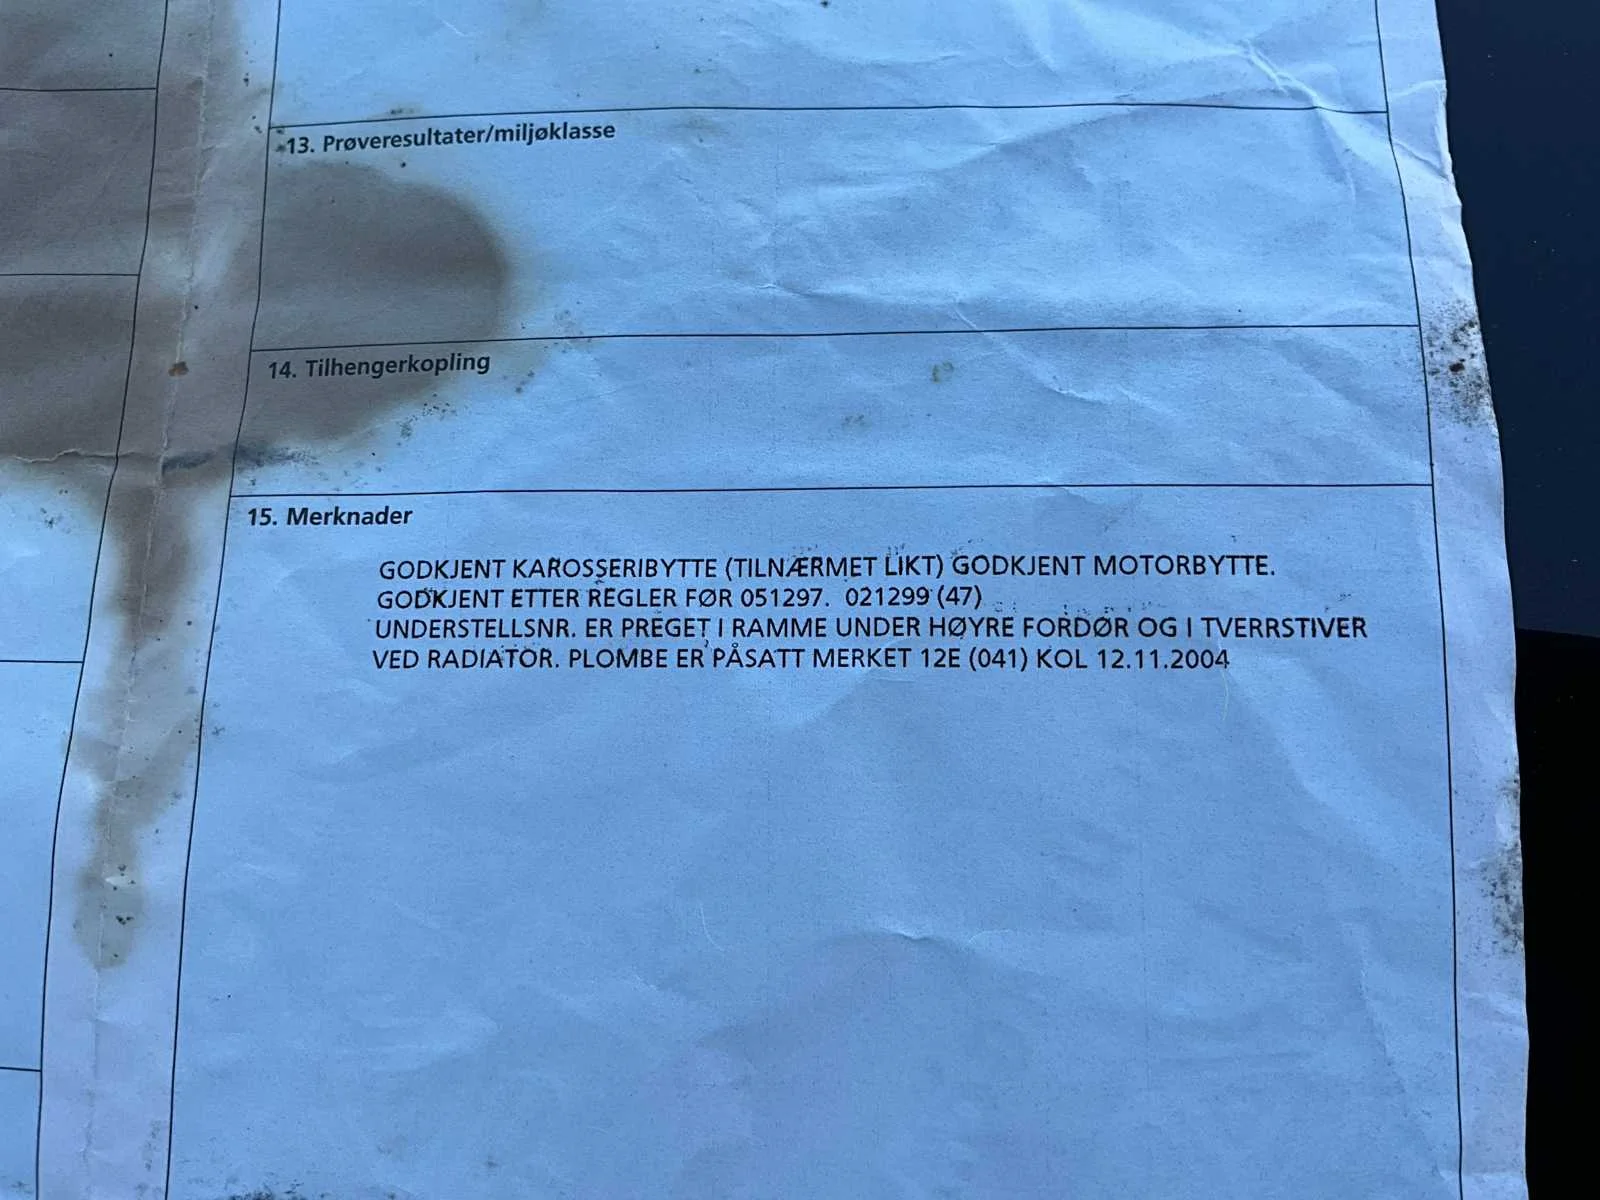 13. Prøveresultater/miljøklasse
14. Tilhengerkopling
15. Merknader
GODKJENT KAROSSERIBYTTE (TILNÆRMET LIKT) GODKJENT MOTORBYTTE.
GODKJENT ETTER REGLER FØR 051297. 021299 (47)
UNDERSTELLSNR. ER PREGET I RAMME UNDER HØYRE FORDØR OG I TVERRSTIVER
VED RADIATOR. PLOMBE ER PÅSATT MERKET 12E (041) KOL 12.11.2004